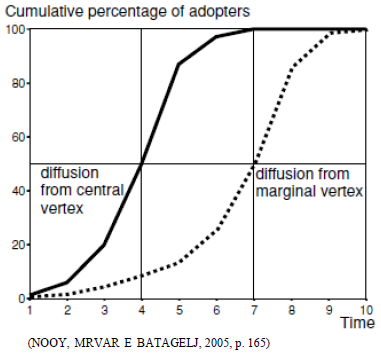 Cumulative percentage of adopters
100
80
60
40
20
0
diffusion
from central
vertex
diffusion from
marginal vertex
1 2 3 4 5 6 7 8 9 10
Time
(NOOY, MRVAR E BATAGELJ, 2005, p. 165)